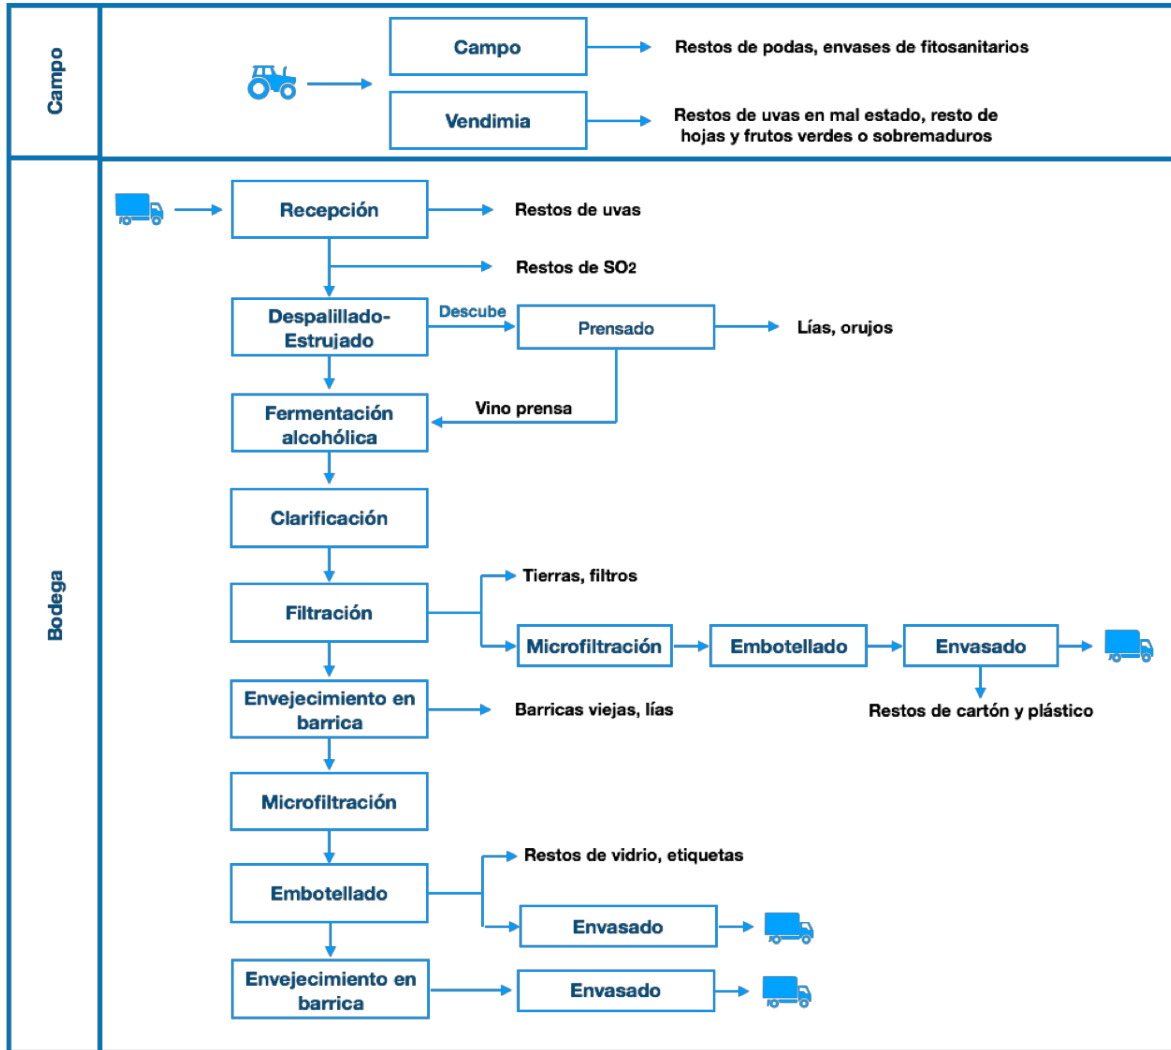 Campo
Campo
Restos de podas, envases de fitosanitarios
Vendimia
Restos de uvas en mal estado, resto de
hojas y frutos verdes o sobremaduros
Bodega
Recepción
Restos de uvas
Restos de SO2
Despalillado-
Estrujado
Descube
Prensado
Lías, orujos
Fermentación
alcohólica
Vino prensa
Clarificación
Filtración
Tierras, filtros
Microfiltración
Embotellado
Envasado
Restos de cartón y plástico
Envejecimiento en
barrica
Barricas viejas, lías
Microfiltración
Embotellado
Restos de vidrio, etiquetas
Envasado
Envejecimiento en
barrica
Envasado